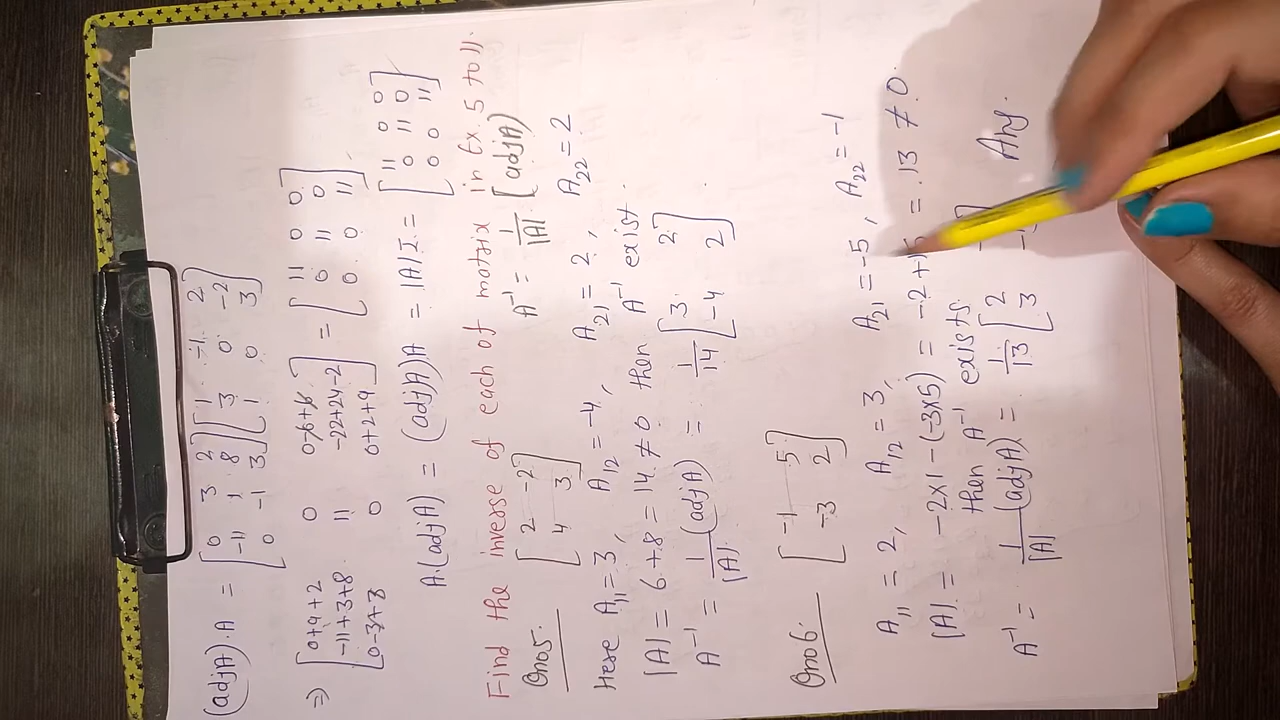 (adjA).A = [0 3 2 -11 1 8 0 -1 3] [1 -1 2 3 0 -2 1 0 3]
⇒ [0+9+2 0 0-6+6 -11+3+8 11 -22+24-2 0-3+3 0 0+2+9] = [11 0 0 0 11 0 0 0 11]
A.(adjA) = (adjA)A = |A|.I = [11 0 0 0 11 0 0 0 11]
Find the inverse of each of matrix in Ex. 5 to 11.
Qno5. [2 -2 4 3] A⁻¹ = 1/|A| [adjA]
Here A₁₁=3, A₁₂=-4, A₂₁=2, A₂₂=2
|A| = 6+8=14≠0 then A⁻¹ exist.
A⁻¹ = 1/|A| (adjA) = 1/14 [3 2 -4 2]
Qno6. [-1 5 -3 2]
A₁₁ = 2, A₁₂ = 3, A₂₁ = -5, A₂₂ = -1
|A| = -2x1-(-3x5) = -2+ = 13 ≠ 0.
then A⁻¹ exists.
A⁻¹ = 1/|A| (adjA) = 1/13 [2 3 Ans.